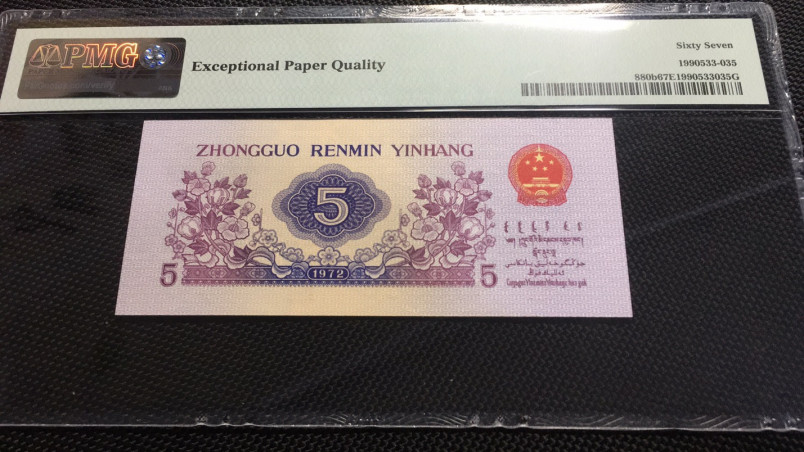 PMG
Exceptional Paper Quality
Sixty Seven
1990533-035
880b67E1990533035G
ZHONGGUO RENMIN YINHANG
5
5 1972 5